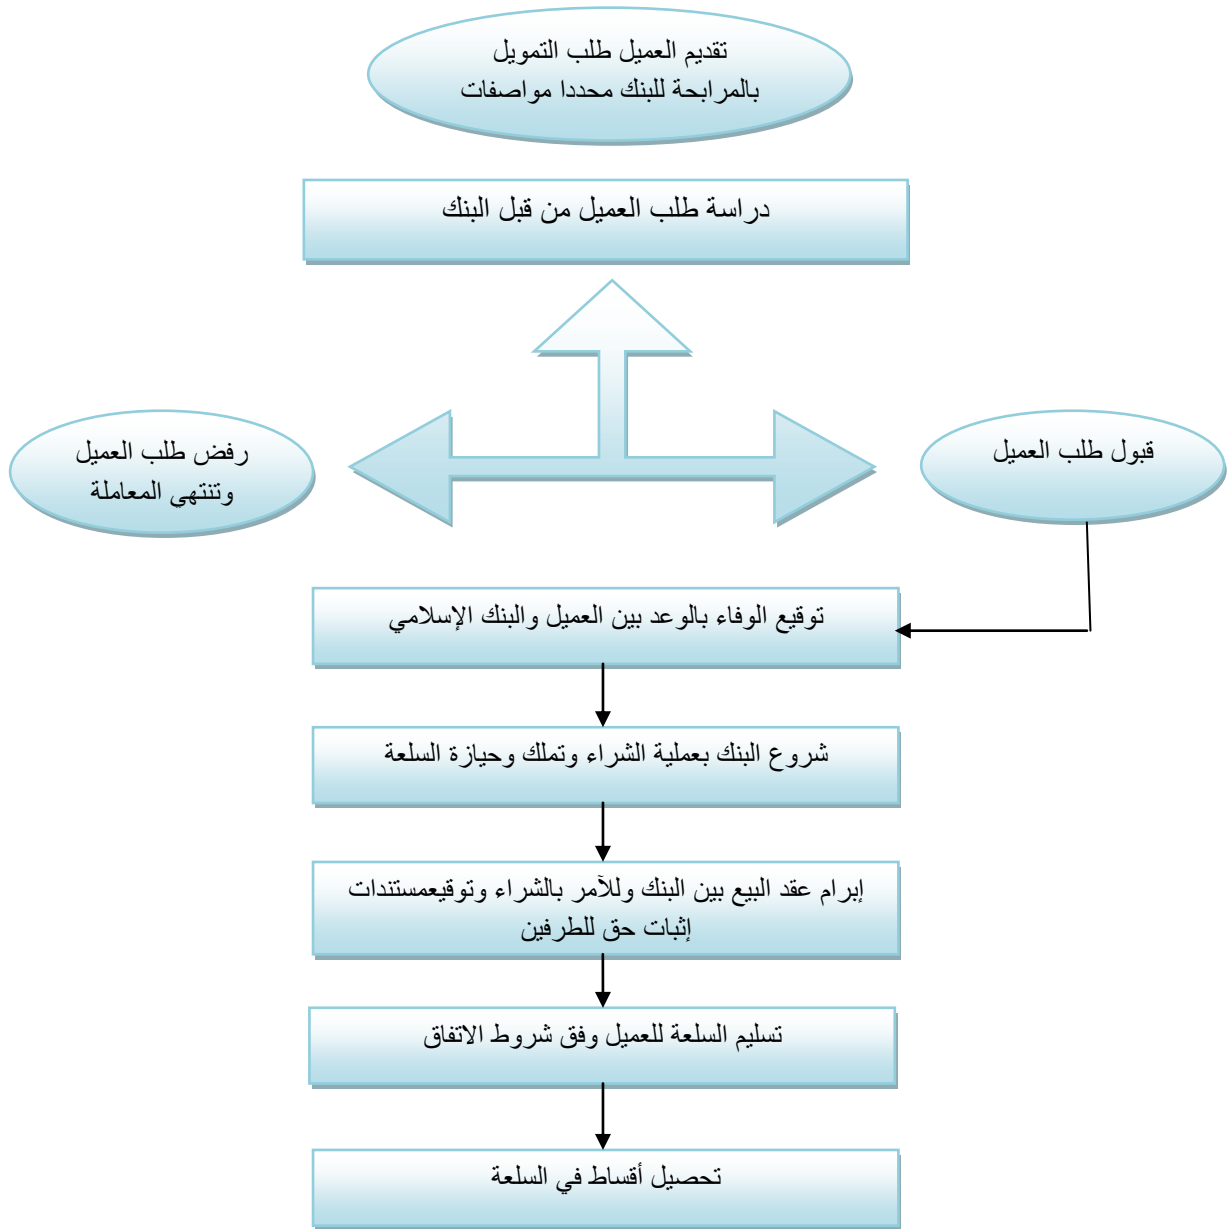 تقديم العميل طلب التمويل
بالمرابحة للبنك محددا مواصفات
دراسة طلب العميل من قبل البنك
قبول طلب العميل
رفض طلب العميل
وتنتهي المعاملة
توقيع الوفاء بالوعد بين العميل والبنك الإسلامي
شروع البنك بعملية الشراء وتملك وحيازة السلعة
إبرام عقد البيع بين البنك وللآمر بالشراء وتوقيعمستندات
إثبات حق للطرفين
تسليم السلعة للعميل وفق شروط الاتفاق
تحصيل أقساط في السلعة